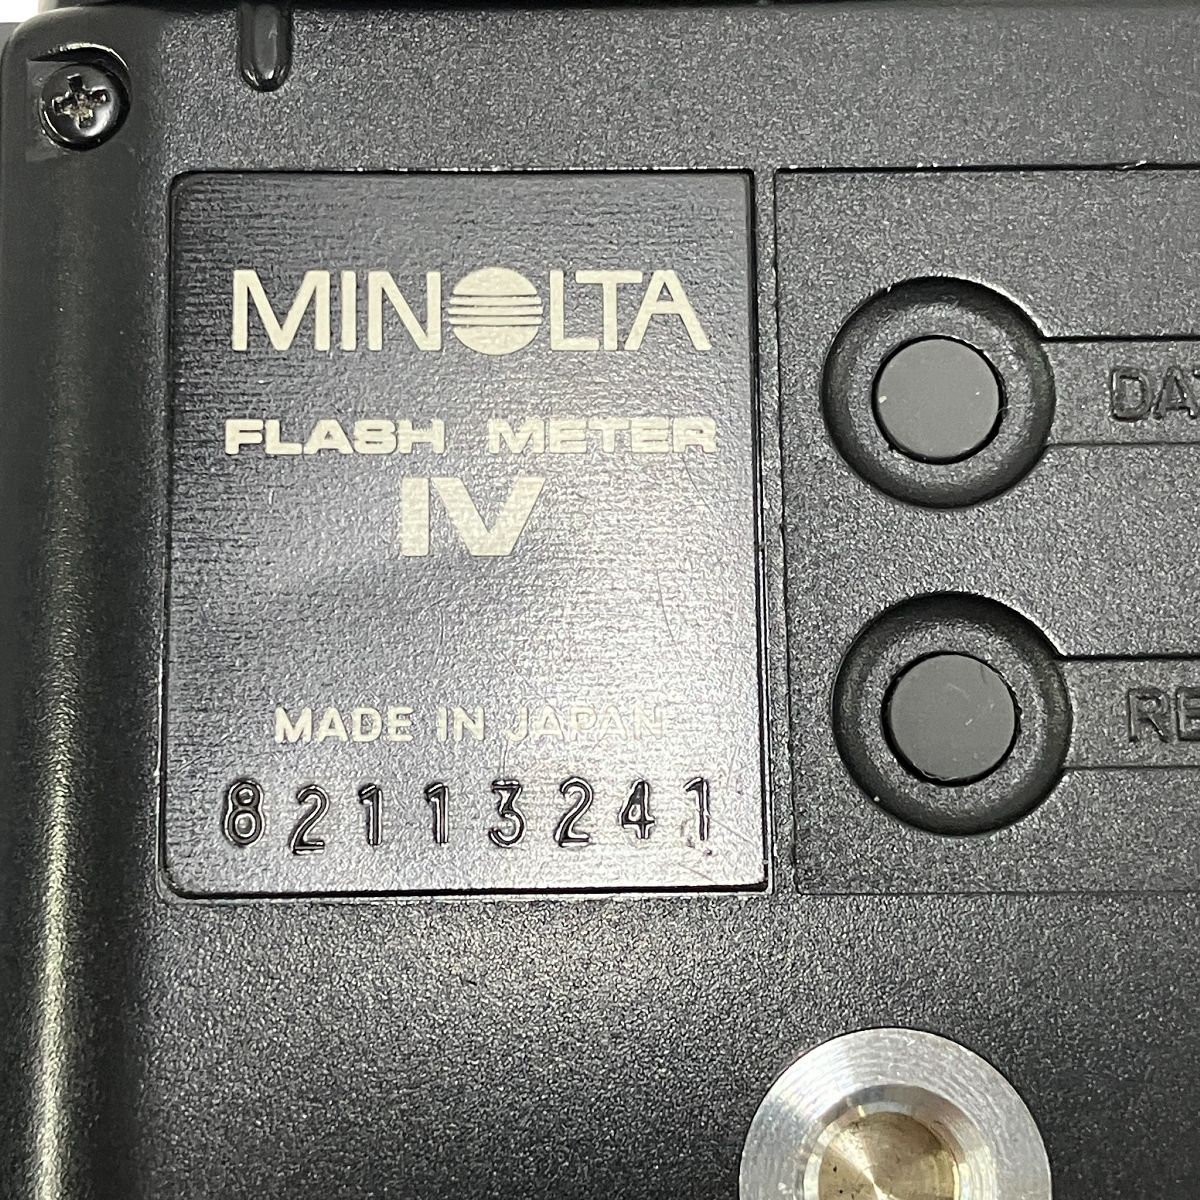 MINOLTA
FLASH METER
IV
MADE IN JAPAN
82113241